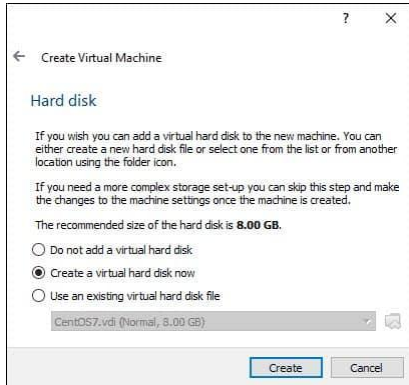 ?
Create Virtual Machine
Hard disk
If you wish you can add a virtual hard disk to the new machine. You can
either create a new hard disk file or select one from the list or from another
location using the folder icon.
If you need a more complex storage set-up you can skip this step and make
the changes to the machine settings once the machine is created.
The recommended size of the hard disk is 8.00 GB.
Do not add a virtual hard disk
Create a virtual hard disk now
Use an existing virtual hard disk file
CentOS7.vdi (Normal, 8.00 GB)
Create Cancel